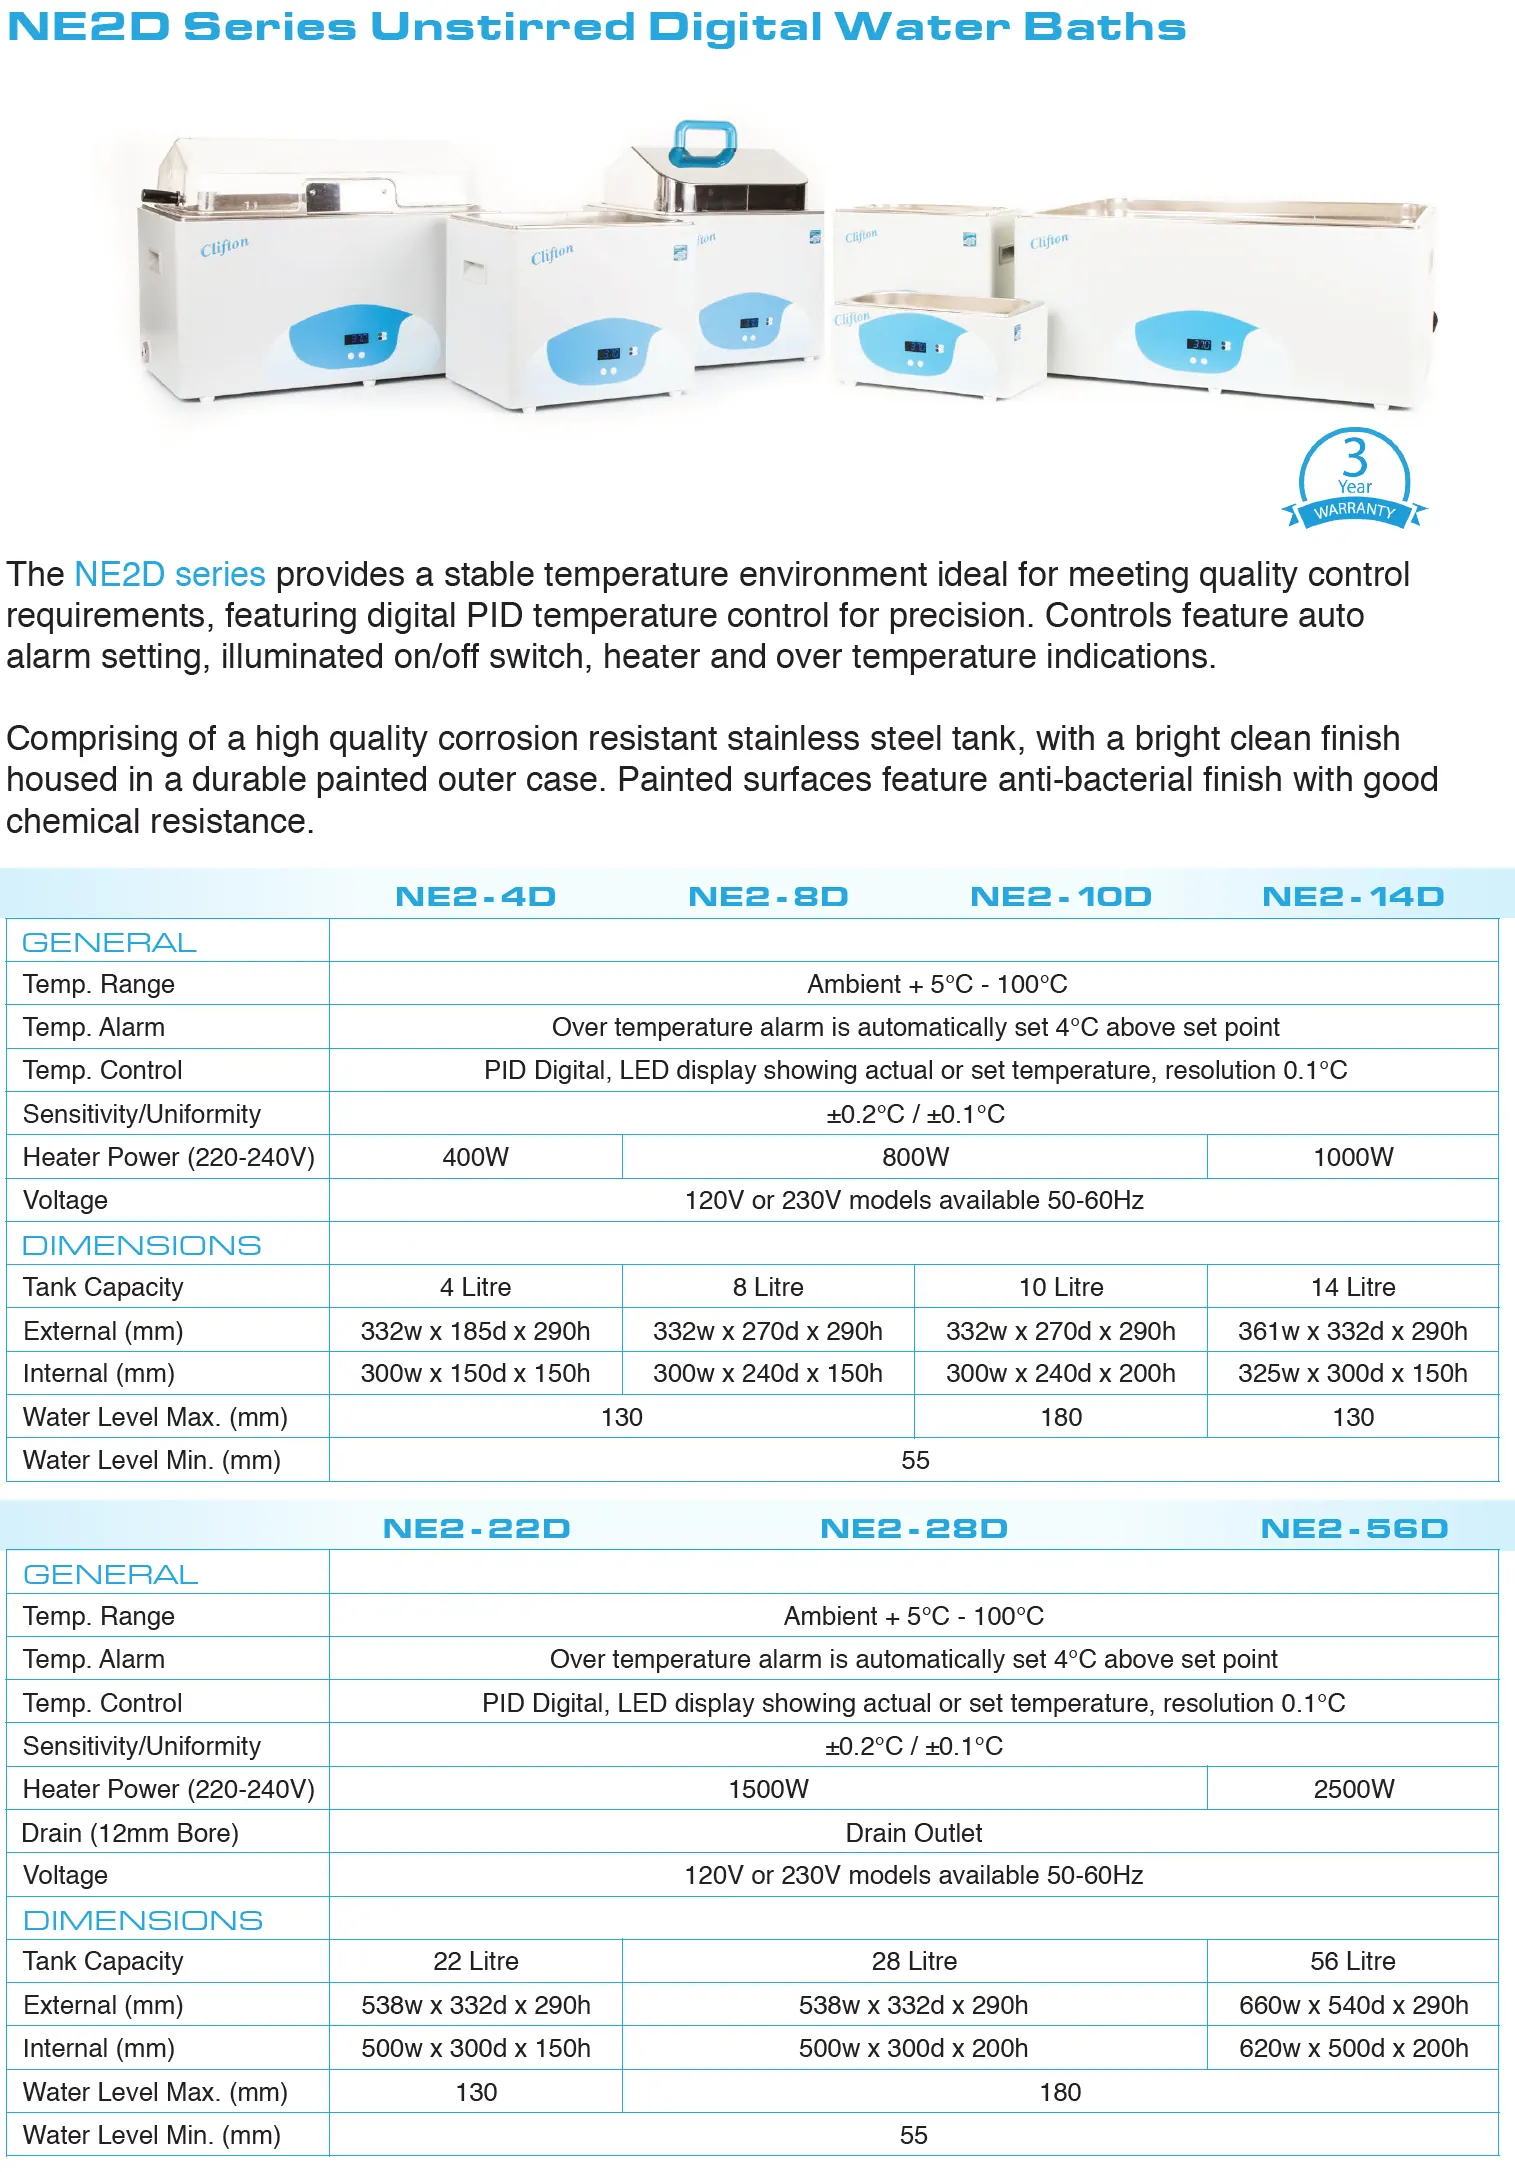 NE2D Series Unstirred Digital Water Baths
Clifton
Clifton
Clifton
Clifton
Clifton
3
Year
WARRANTY
The NE2D series provides a stable temperature environment ideal for meeting quality control
requirements, featuring digital PID temperature control for precision. Controls feature auto
alarm setting, illuminated on/off switch, heater and over temperature indications.
Comprising of a high quality corrosion resistant stainless steel tank, with a bright clean finish
housed in a durable painted outer case. Painted surfaces feature anti-bacterial finish with good
chemical resistance.
NE2 - 4D NE2 - 8D NE2 - 10D NE2 - 14D
GENERAL
Temp. Range Ambient + 5°C - 100°C
Temp. Alarm Over temperature alarm is automatically set 4°C above set point
Temp. Control PID Digital, LED display showing actual or set temperature, resolution 0.1°C
Sensitivity/Uniformity ±0.2°C / ±0.1°C
Heater Power (220-240V) 400W 800W 1000W
Voltage 120V or 230V models available 50-60Hz
DIMENSIONS
Tank Capacity 4 Litre 8 Litre 10 Litre 14 Litre
External (mm) 332w x 185d x 290h 332w x 270d x 290h 332w x 270d x 290h 361w x 332d x 290h
Internal (mm) 300w x 150d x 150h 300w x 240d x 150h 300w x 240d x 200h 325w x 300d x 150h
Water Level Max. (mm) 130 180 130
Water Level Min. (mm) 55
NE2 - 22D NE2 - 28D NE2 - 56D
GENERAL
Temp. Range Ambient + 5°C - 100°C
Temp. Alarm Over temperature alarm is automatically set 4°C above set point
Temp. Control PID Digital, LED display showing actual or set temperature, resolution 0.1°C
Sensitivity/Uniformity ±0.2°C / ±0.1°C
Heater Power (220-240V) 1500W 2500W
Drain (12mm Bore) Drain Outlet
Voltage 120V or 230V models available 50-60Hz
DIMENSIONS
Tank Capacity 22 Litre 28 Litre 56 Litre
External (mm) 538w x 332d x 290h 538w x 332d x 290h 660w x 540d x 290h
Internal (mm) 500w x 300d x 150h 500w x 300d x 200h 620w x 500d x 200h
Water Level Max. (mm) 130 180
Water Level Min. (mm) 55